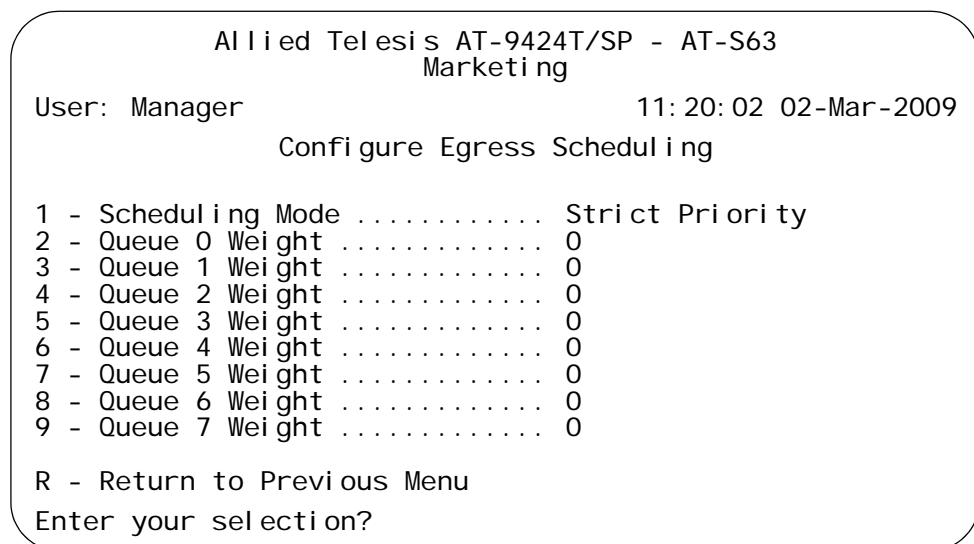 Allied Telesis AT-9424T/SP - AT-S63
Marketing
User: Manager 11:20:02 02-Mar-2009
Configure Egress Scheduling
1 - Scheduling Mode ............ Strict Priority
2 - Queue 0 Weight ............. 0
3 - Queue 1 Weight ............. 0
4 - Queue 2 Weight ............. 0
5 - Queue 3 Weight ............. 0
6 - Queue 4 Weight ............. 0
7 - Queue 5 Weight ............. 0
8 - Queue 6 Weight ............. 0
9 - Queue 7 Weight ............. 0
R - Return to Previous Menu
Enter your selection?